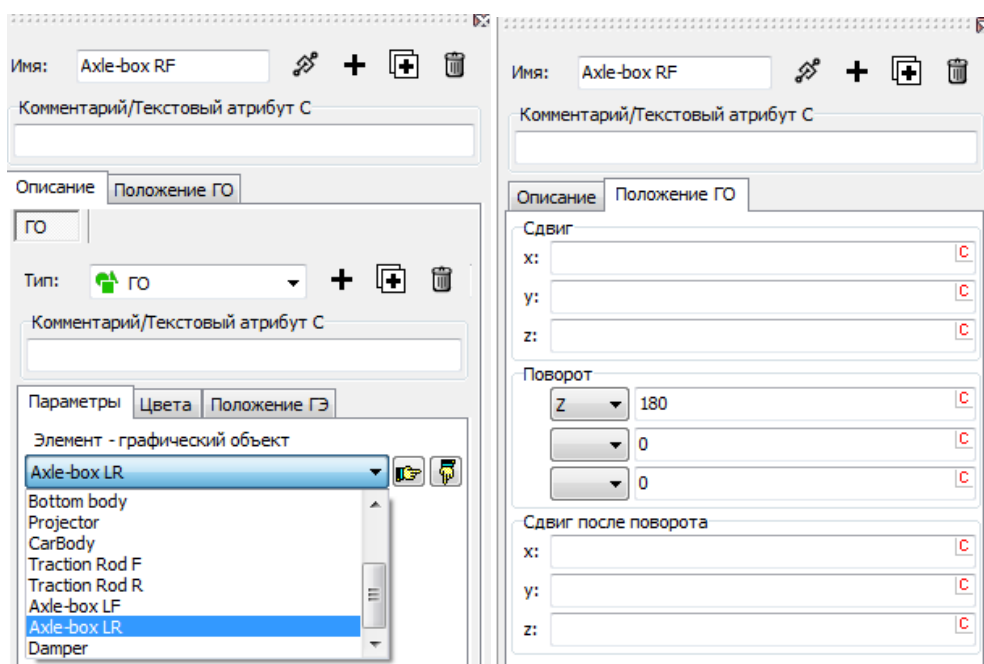 Имя: Axle-box RF
Комментарий/Текстовый атрибут C
Описание Положение ГО
ГО
Тип: ГО
Комментарий/Текстовый атрибут C
Параметры Цвета Положение ГЭ
Элемент - графический объект
Axle-box LR
Bottom body
Projector
CarBody
Traction Rod F
Traction Rod R
Axle-box LF
Axle-box LR
Damper
Имя: Axle-box RF
Комментарий/Текстовый атрибут C
Описание Положение ГО
Сдвиг
x: C
y: C
z: C
Поворот
Z 180 C
0 C
0 C
Сдвиг после поворота
x: C
y: C
z: C